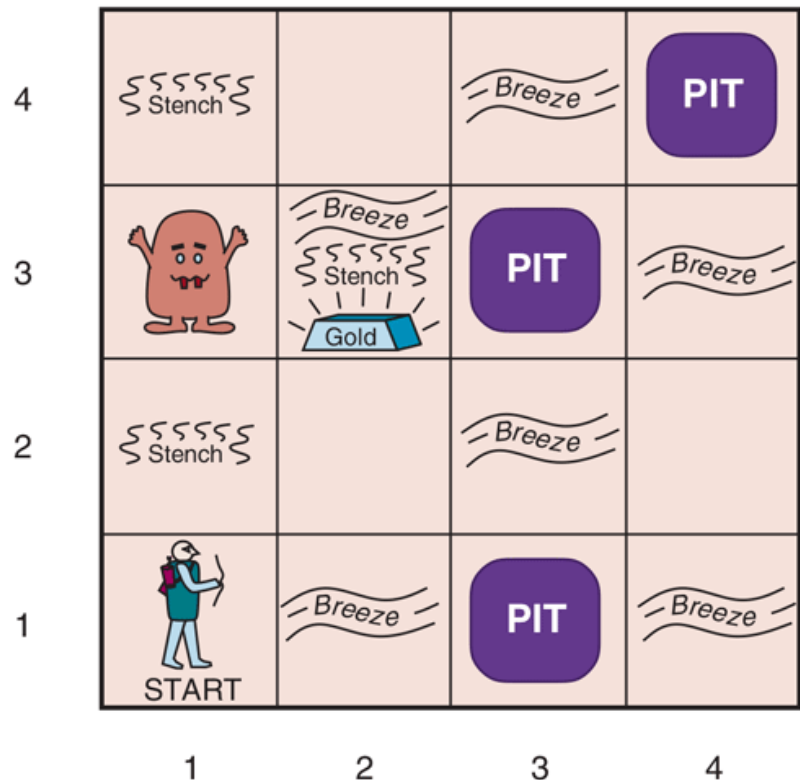 4
Stench
Breeze
PIT
3
Breeze
Stench
Gold
PIT
Breeze
2
Stench
Breeze
1
START
Breeze
PIT
Breeze
1 2 3 4